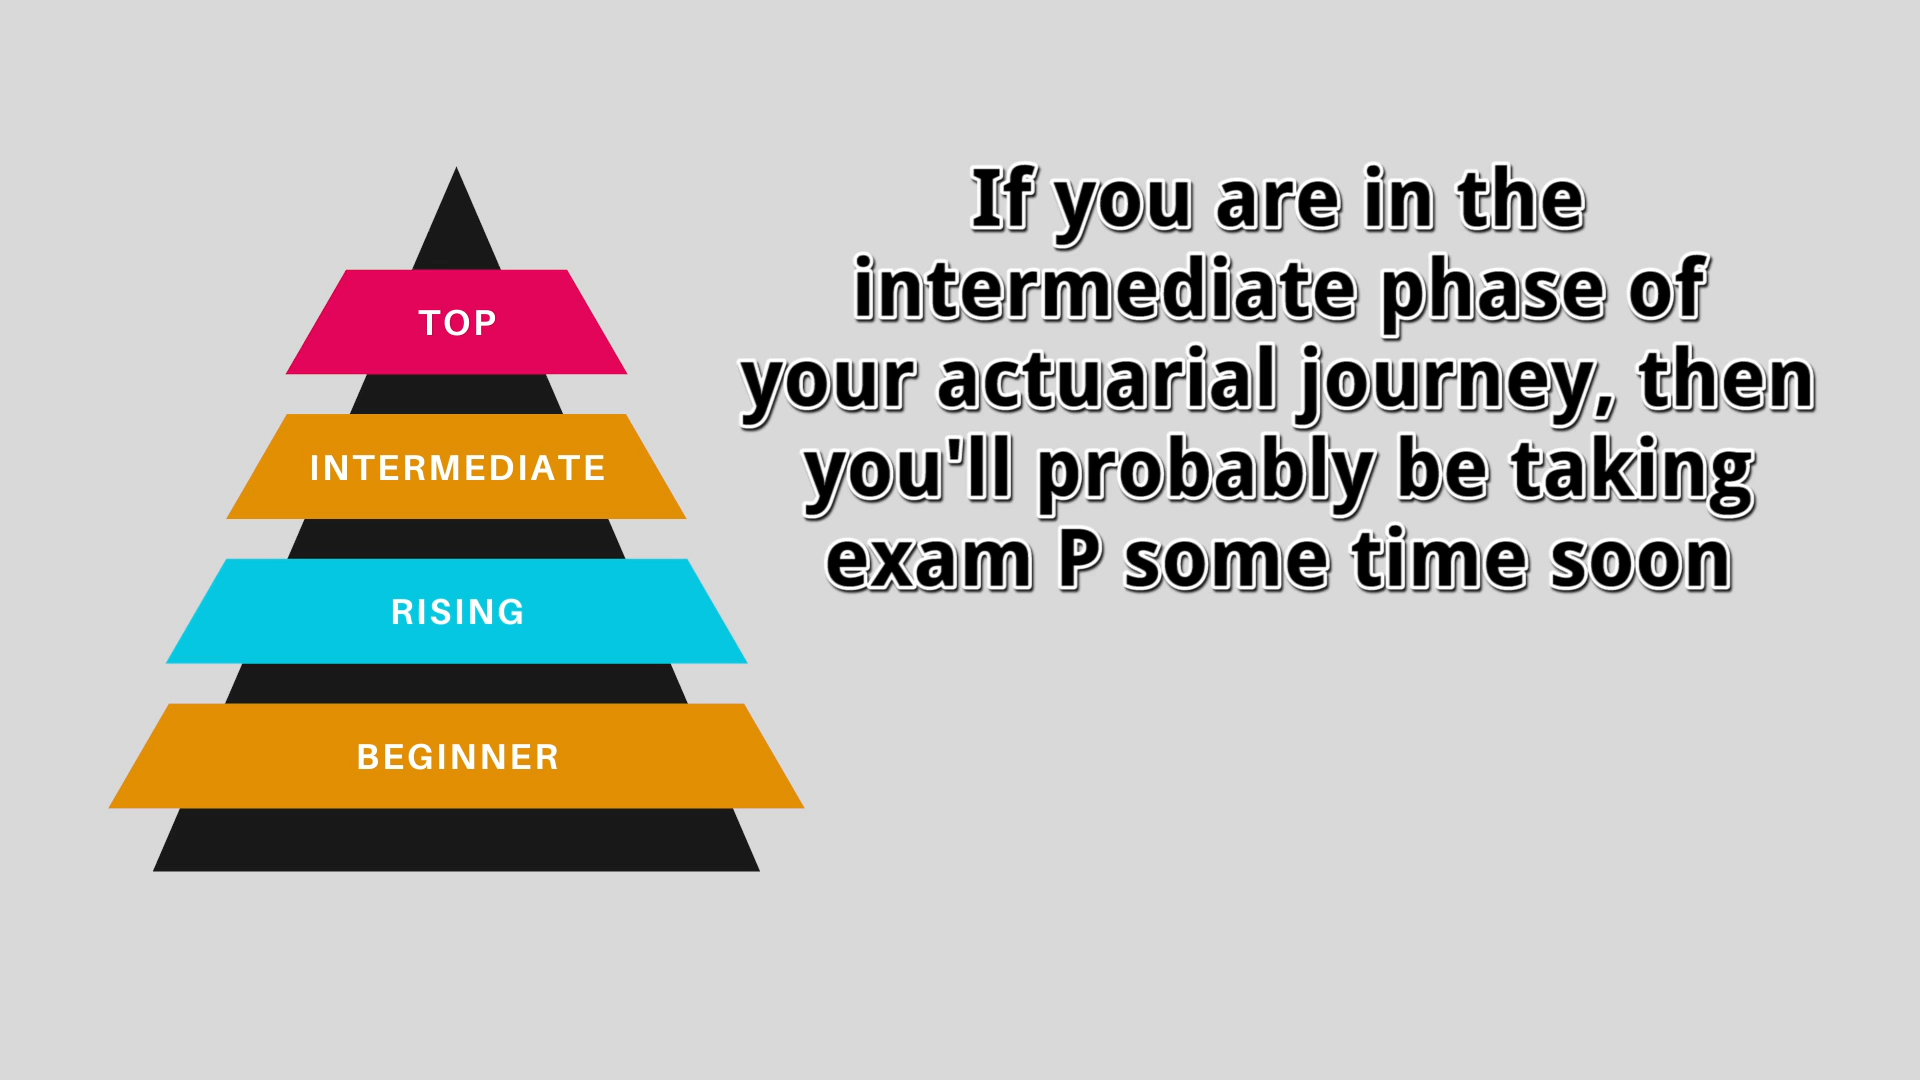 TOP
INTERMEDIATE
RISING
BEGINNER
If you are in the
intermediate phase of
your actuarial journey, then
you'll probably be taking
exam P some time soon